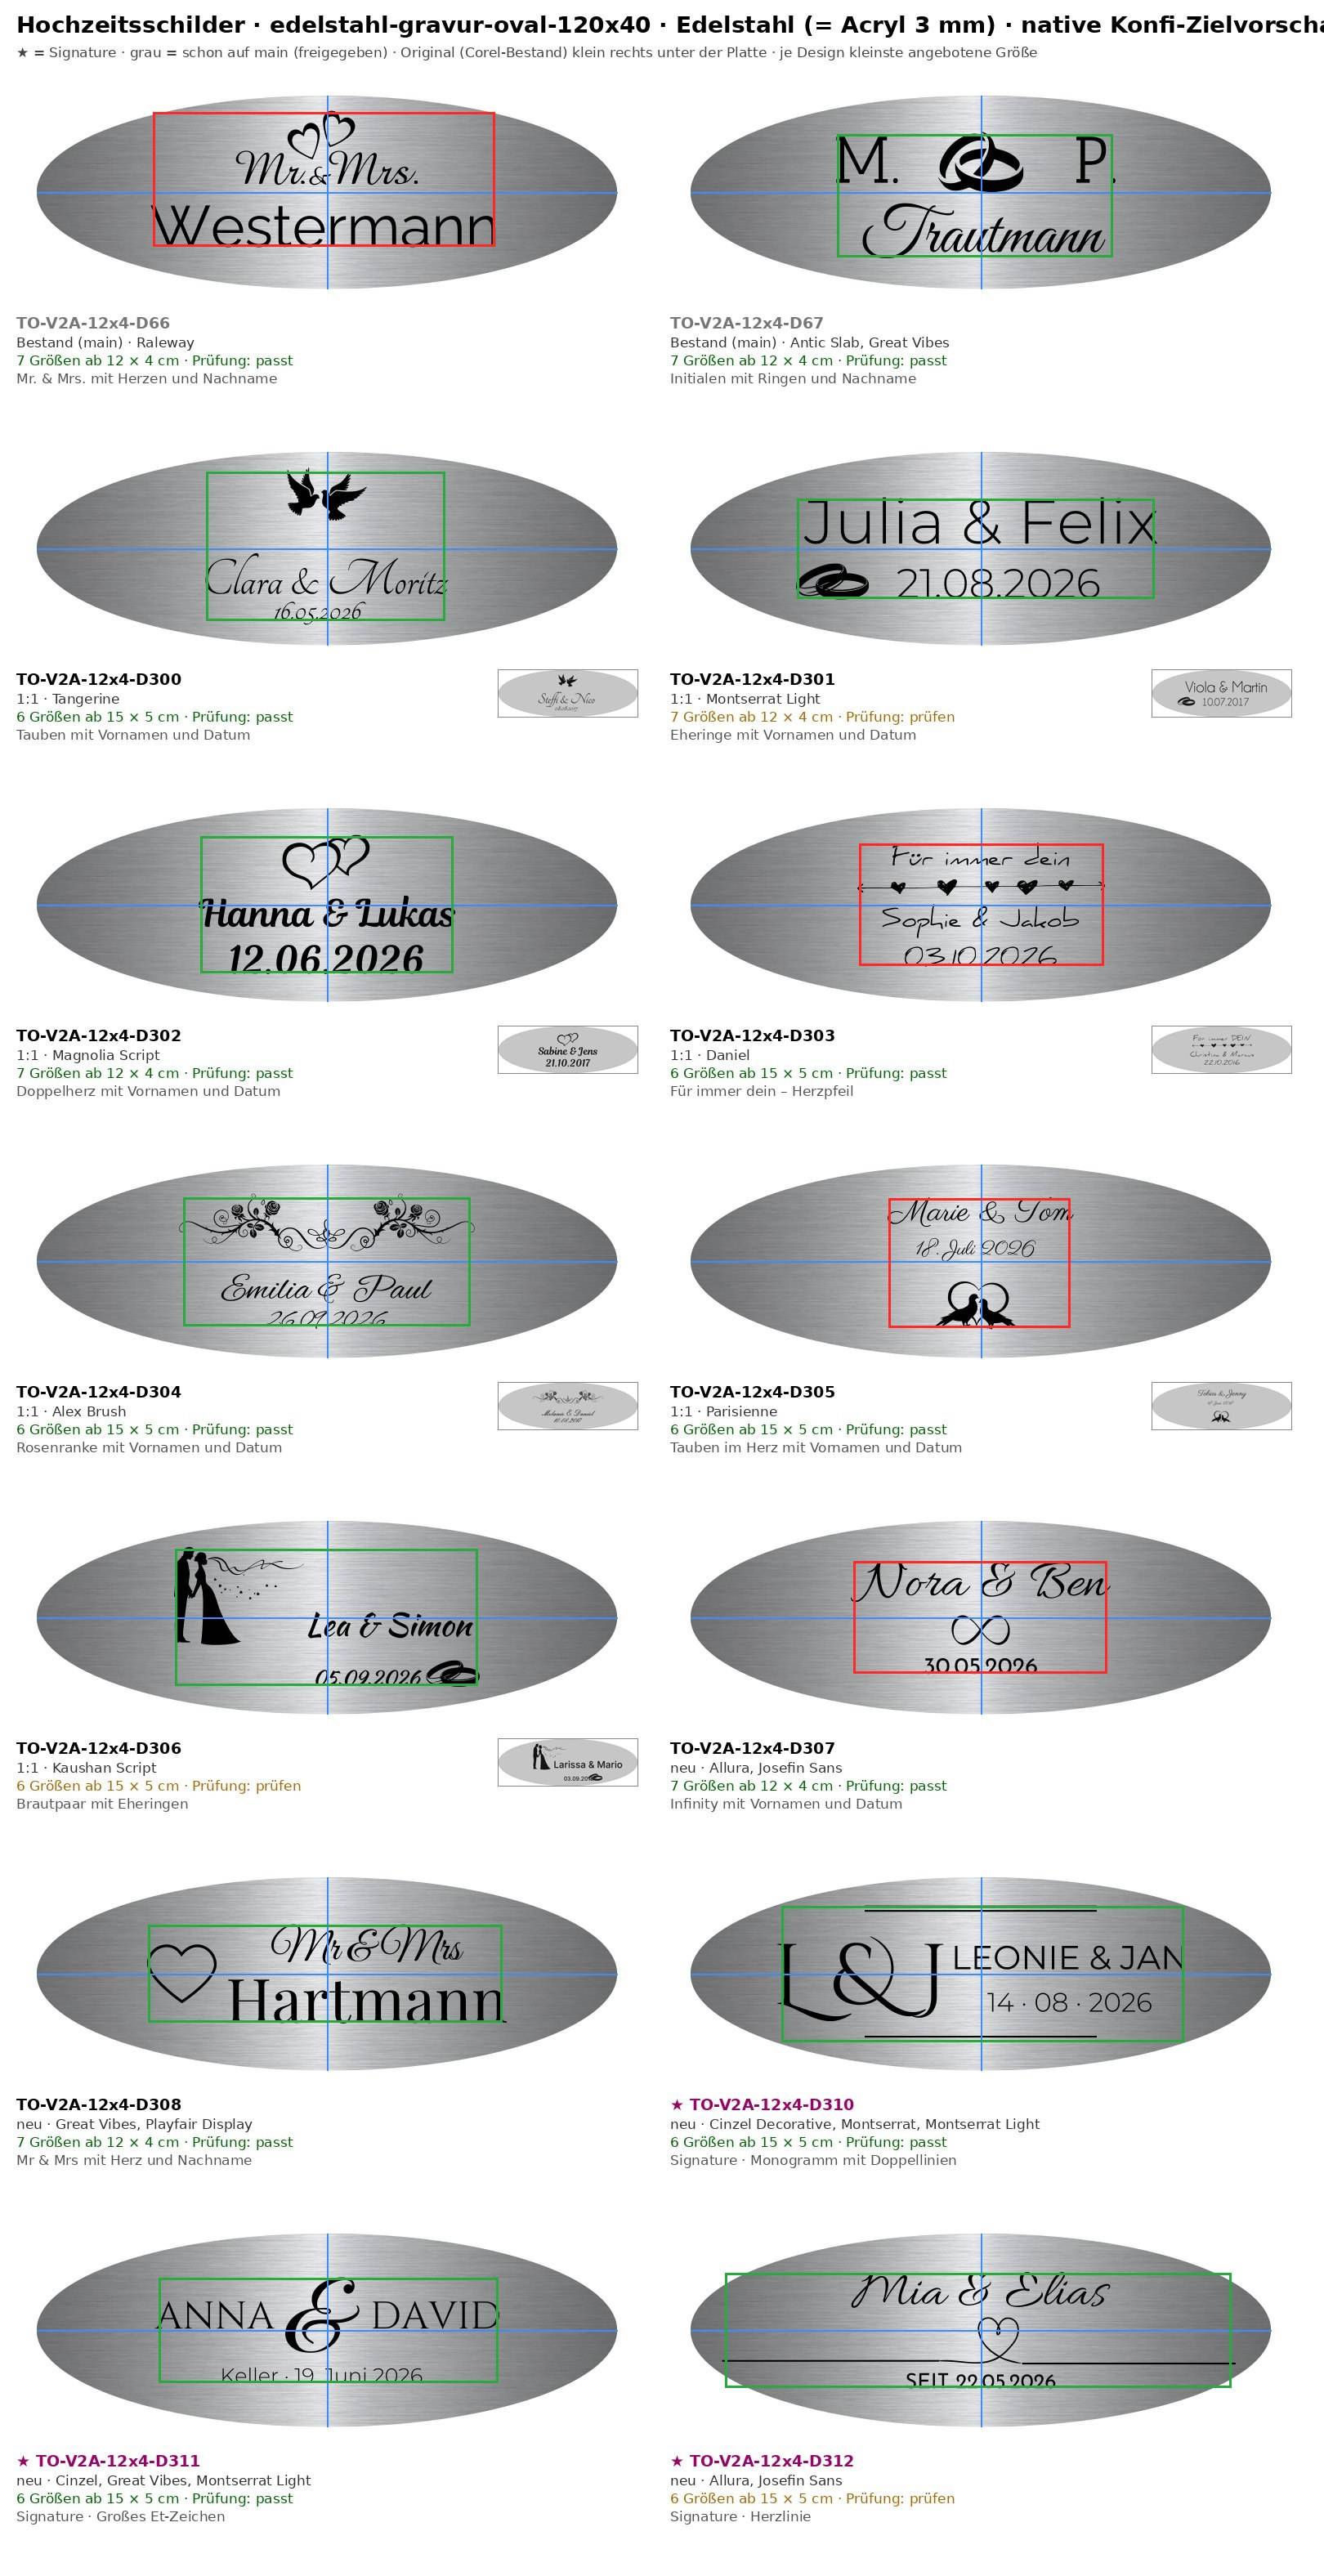 Hochzeitsschilder · edelstahl-gravur-oval-120x40 · Edelstahl (= Acryl 3 mm) · native Konfi-Zielvorscha
★ = Signature · grau = schon auf main (freigegeben) · Original (Corel-Bestand) klein rechts unter der Platte · je Design kleinste angebotene Größe
Mr. & Mrs.
Westermann
M. P.
Trautmann
TO-V2A-12x4-D66
Bestand (main) · Raleway
7 Größen ab 12 × 4 cm · Prüfung: passt
Mr. & Mrs. mit Herzen und Nachname
TO-V2A-12x4-D67
Bestand (main) · Antic Slab, Great Vibes
7 Größen ab 12 × 4 cm · Prüfung: passt
Initialen mit Ringen und Nachname
Clara & Moritz
16.05.2026
Julia & Felix
21.08.2026
TO-V2A-12x4-D300
1:1 · Tangerine
6 Größen ab 15 × 5 cm · Prüfung: passt
Tauben mit Vornamen und Datum
Steffi & Nico
TO-V2A-12x4-D301
1:1 · Montserrat Light
7 Größen ab 12 × 4 cm · Prüfung: prüfen
Eheringe mit Vornamen und Datum
Viola & Martin
10.07.2017
Hanna & Lukas
12.06.2026
Für immer dein
Sophie & Jakob
03.10.2026
TO-V2A-12x4-D302
1:1 · Magnolia Script
7 Größen ab 12 × 4 cm · Prüfung: passt
Doppelherz mit Vornamen und Datum
Sabine & Jens
21.10.2017
TO-V2A-12x4-D303
1:1 · Daniel
6 Größen ab 15 × 5 cm · Prüfung: passt
Für immer dein – Herzpfeil
Für immer DEIN
Christina & Marcus
22.10.2016
Emilia & Paul
26.09.2026
Marie & Tom
18. Juli 2026
TO-V2A-12x4-D304
1:1 · Alex Brush
6 Größen ab 15 × 5 cm · Prüfung: passt
Rosenranke mit Vornamen und Datum
Melanie & Daniel
TO-V2A-12x4-D305
1:1 · Parisienne
6 Größen ab 15 × 5 cm · Prüfung: passt
Tauben im Herz mit Vornamen und Datum
Lea & Simon
05.09.2026
Nora & Ben
30.05.2026
TO-V2A-12x4-D306
1:1 · Kaushan Script
6 Größen ab 15 × 5 cm · Prüfung: prüfen
Brautpaar mit Eheringen
Larissa & Mario
TO-V2A-12x4-D307
neu · Allura, Josefin Sans
7 Größen ab 12 × 4 cm · Prüfung: passt
Infinity mit Vornamen und Datum
Mr & Mrs
Hartmann
L&J
LEONIE & JAN
14 · 08 · 2026
TO-V2A-12x4-D308
neu · Great Vibes, Playfair Display
7 Größen ab 12 × 4 cm · Prüfung: passt
Mr & Mrs mit Herz und Nachname
★ TO-V2A-12x4-D310
neu · Cinzel Decorative, Montserrat, Montserrat Light
6 Größen ab 15 × 5 cm · Prüfung: passt
Signature · Monogramm mit Doppellinien
ANNA & DAVID
Keller · 19. Juni 2026
Mia & Elias
SEIT 22.05.2026
★ TO-V2A-12x4-D311
neu · Cinzel, Great Vibes, Montserrat Light
6 Größen ab 15 × 5 cm · Prüfung: passt
Signature · Großes Et-Zeichen
★ TO-V2A-12x4-D312
neu · Allura, Josefin Sans
6 Größen ab 15 × 5 cm · Prüfung: prüfen
Signature · Herzlinie